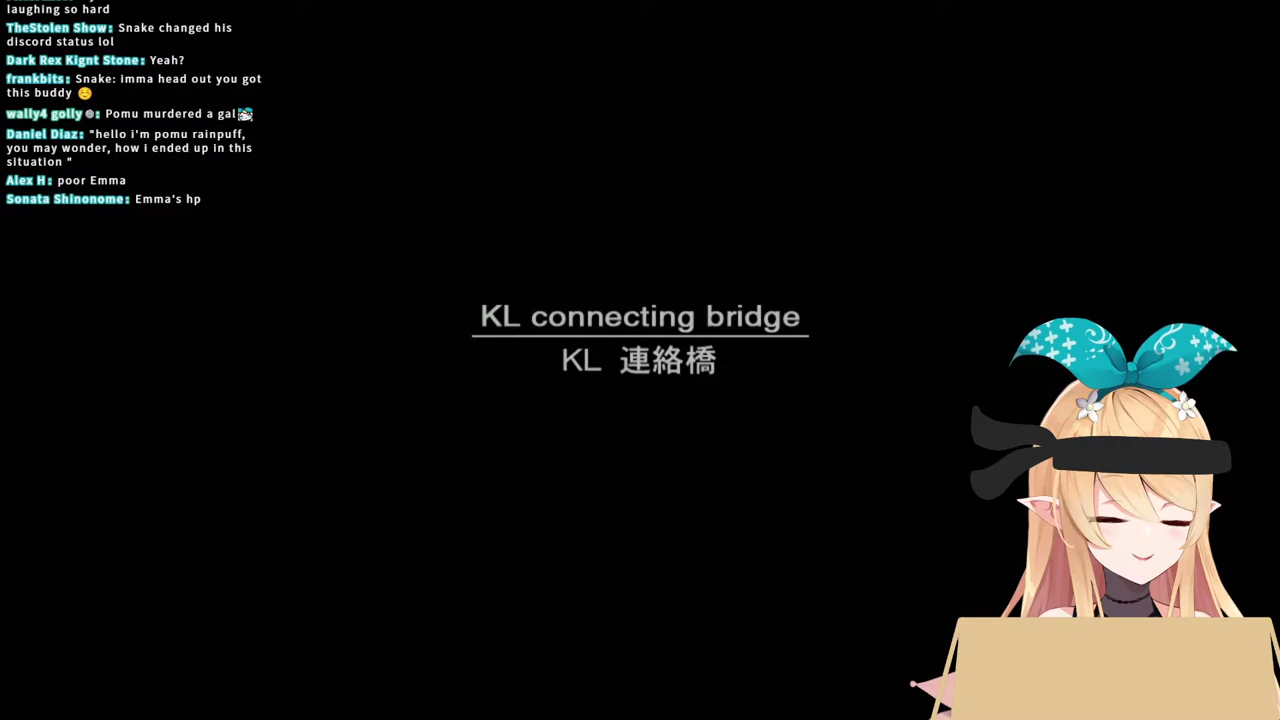 laughing so hard
TheStolen Show: Snake changed his
discord status lol
Dark Rex Kignt Stone: Yeah?
frankbits: Snake: imma head out you got
this buddy ☺️
wally4 golly: Pomu murdered a gal
Daniel Diaz: "hello i'm pomu rainpuff,
you may wonder, how i ended up in this
situation "
Alex H: poor Emma
Sonata Shinonome: Emma's hp
KL connecting bridge
KL 連絡橋